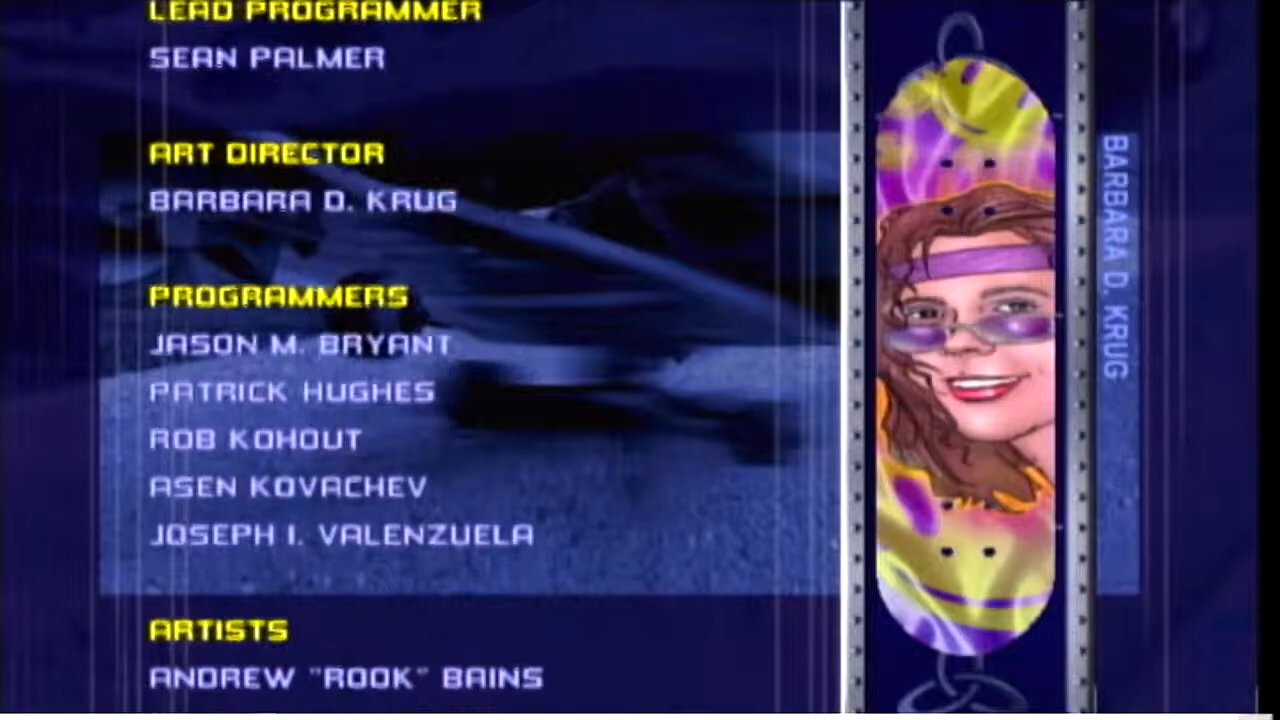 LEAD PROGRAMMER
SEAN PALMER
ART DIRECTOR
BARBARA D. KRUG
PROGRAMMERS
JASON M. BRYANT
PATRICK HUGHES
ROB KOHOUT
ASEN KOVACHEV
JOSEPH I. VALENZUELA
ARTISTS
ANDREW "ROOK" BAINS
BARBARA D. KRUG